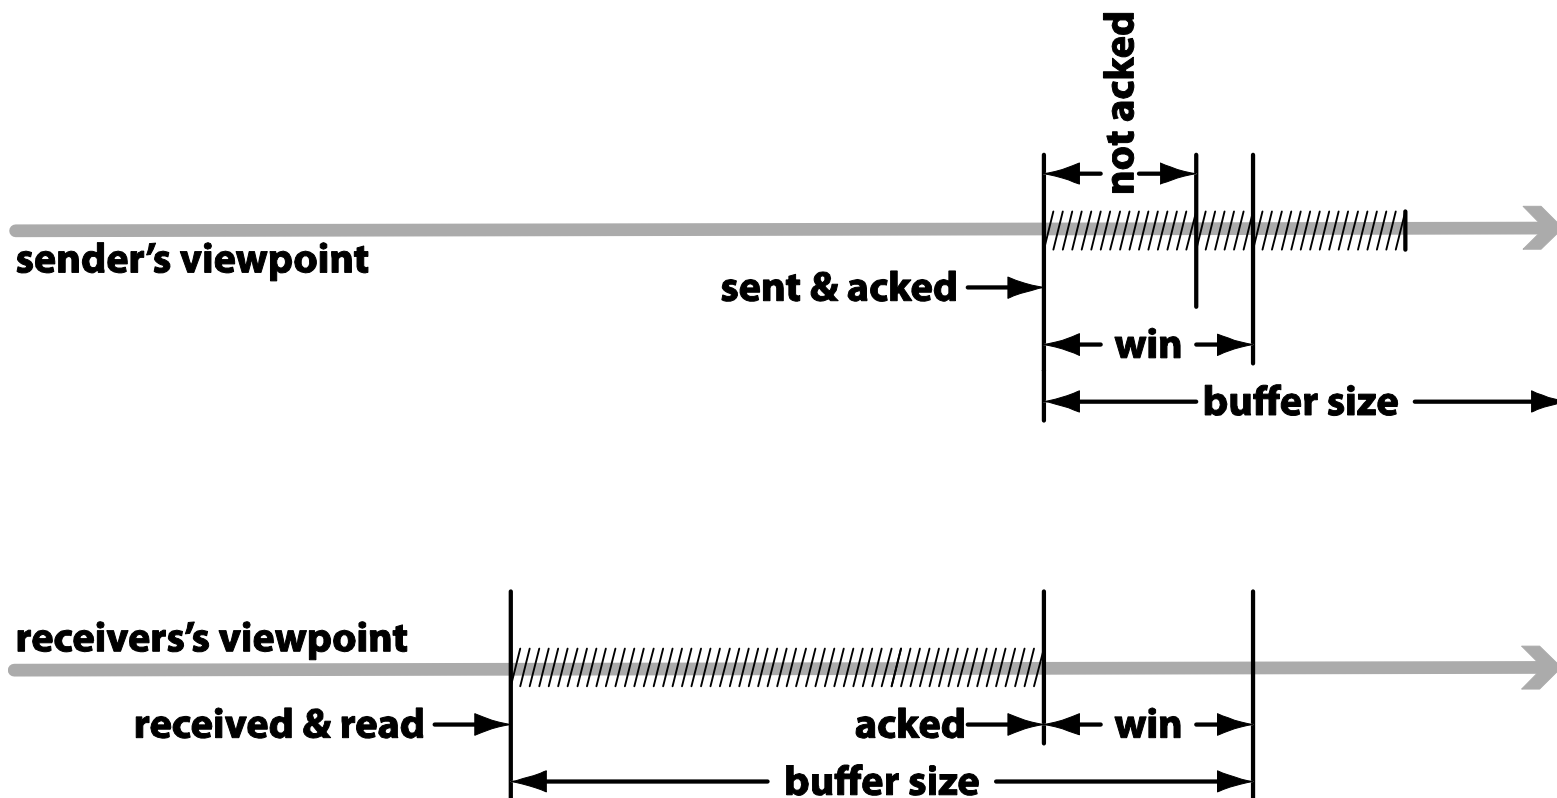 not acked
sender's viewpoint
sent & acked
win
buffer size
receivers's viewpoint
received & read
acked
win
buffer size